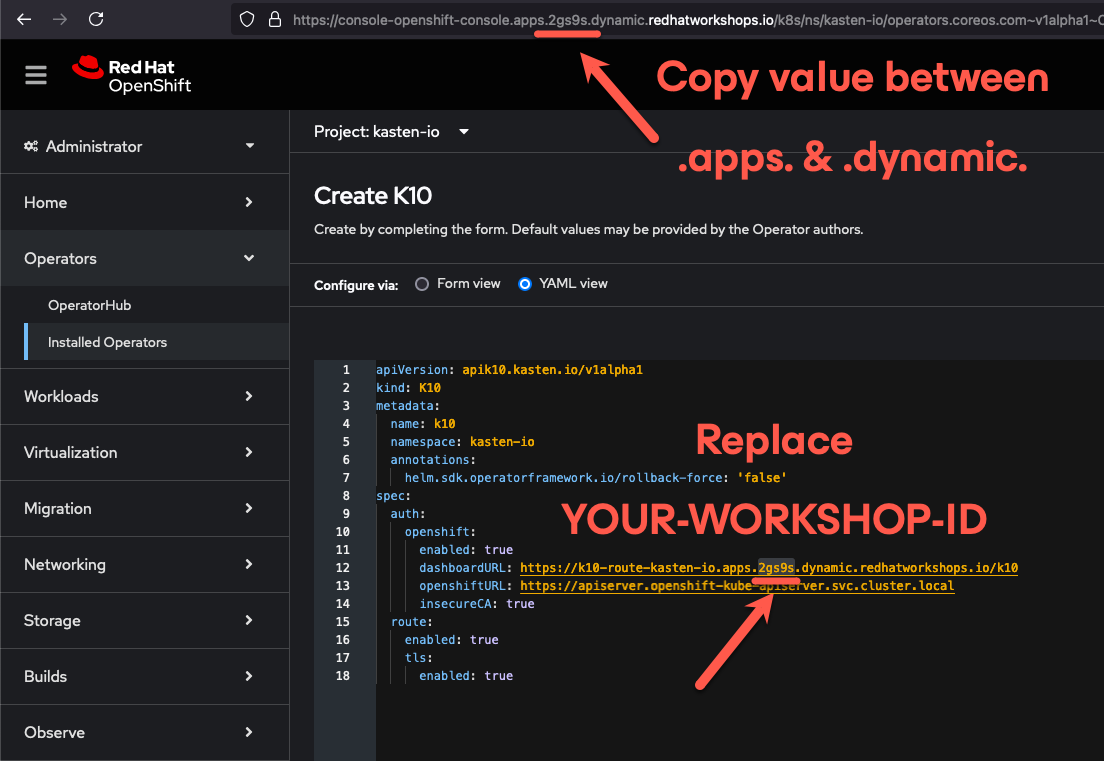 https://console-openshift-console.apps.2gs9s.dynamic.redhatworkshops.io/k8s/ns/kasten-io/operators.coreos.com~v1alpha1~C
Red Hat
OpenShift
Copy value between
.apps. & .dynamic.
Administrator
Home
Operators
OperatorHub
Installed Operators
Workloads
Virtualization
Migration
Networking
Storage
Builds
Observe
Project: kasten-io
Create K10
Create by completing the form. Default values may be provided by the Operator authors.
Configure via:
Form view
YAML view
1 apiVersion: apik10.kasten.io/v1alpha1
2 kind: K10
3 metadata:
4 name: k10
5 namespace: kasten-io
6 annotations:
7 helm.sdk.operatorframework.io/rollback-force: 'false'
8 spec:
9 auth:
10 openshift:
11 enabled: true
12 dashboardURL: https://k10-route-kasten-io.apps.2gs9s.dynamic.redhatworkshops.io/k10
13 openshiftURL: https://apiserver.openshift-kube-apiserver.svc.cluster.local
14 insecureCA: true
15 route:
16 enabled: true
17 tls:
18 enabled: true
Replace
YOUR-WORKSHOP-ID